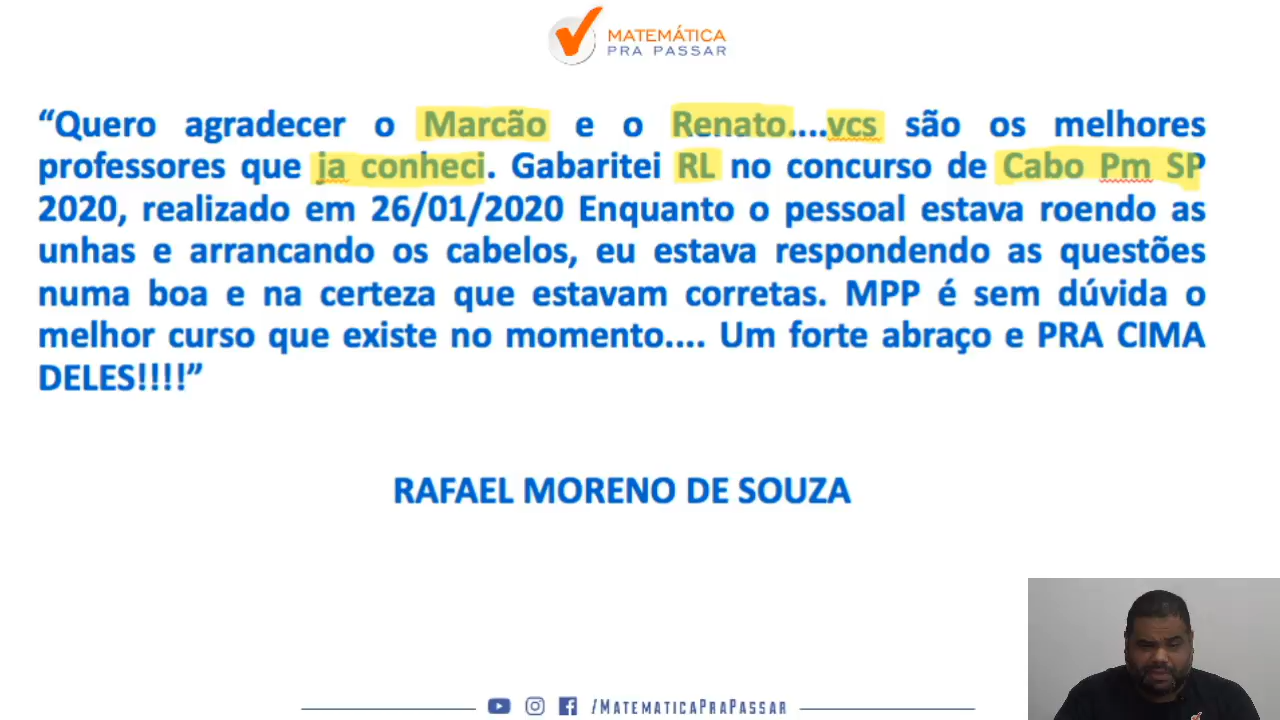 MATEMÁTICA
PRA PASSAR
“Quero agradecer o Marcão e o Renato....vcs são os melhores
professores que ja conheci. Gabaritei RL no concurso de Cabo Pm SP
2020, realizado em 26/01/2020 Enquanto o pessoal estava roendo as
unhas e arrancando os cabelos, eu estava respondendo as questões
numa boa e na certeza que estavam corretas. MPP é sem dúvida o
melhor curso que existe no momento.... Um forte abraço e PRA CIMA
DELES!!!!”
RAFAEL MORENO DE SOUZA
/MATEMATICAPRAPASSAR